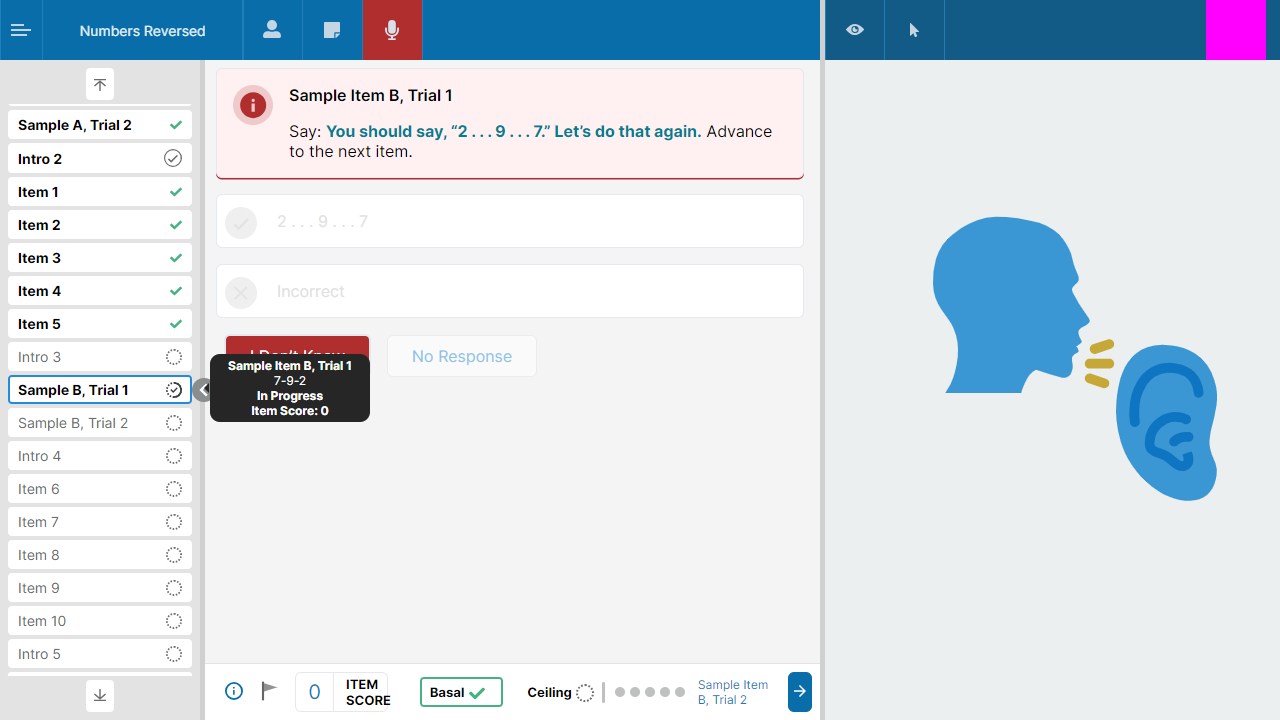 Numbers Reversed
Sample A, Trial 2
Intro 2
Item 1
Item 2
Item 3
Item 4
Item 5
Intro 3
Sample B, Trial 1
Sample B, Trial 2
Intro 4
Item 6
Item 7
Item 8
Item 9
Item 10
Intro 5
Sample Item B, Trial 1
Say: You should say, “2 . . . 9 . . . 7.” Let’s do that again. Advance
to the next item.
2 . . . 9 . . . 7
Incorrect
I Don't Know
No Response
Sample Item B, Trial 1
7-9-2
In Progress
Item Score: 0
0
ITEM
SCORE
Basal
Ceiling
Sample Item
B, Trial 2